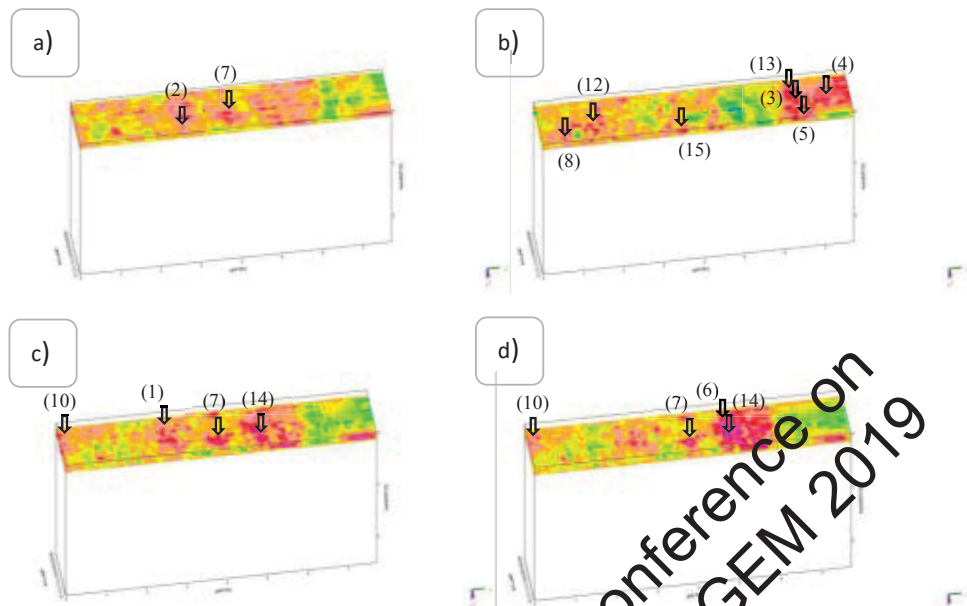 a)
(2)
(7)
b)
(12)
(13)
(4)
(3)
(5)
(8)
(15)
c)
(10)
(1)
(7)
(14)
d)
(10)
(7)
(6)
(14)
onference on
GEM 2019